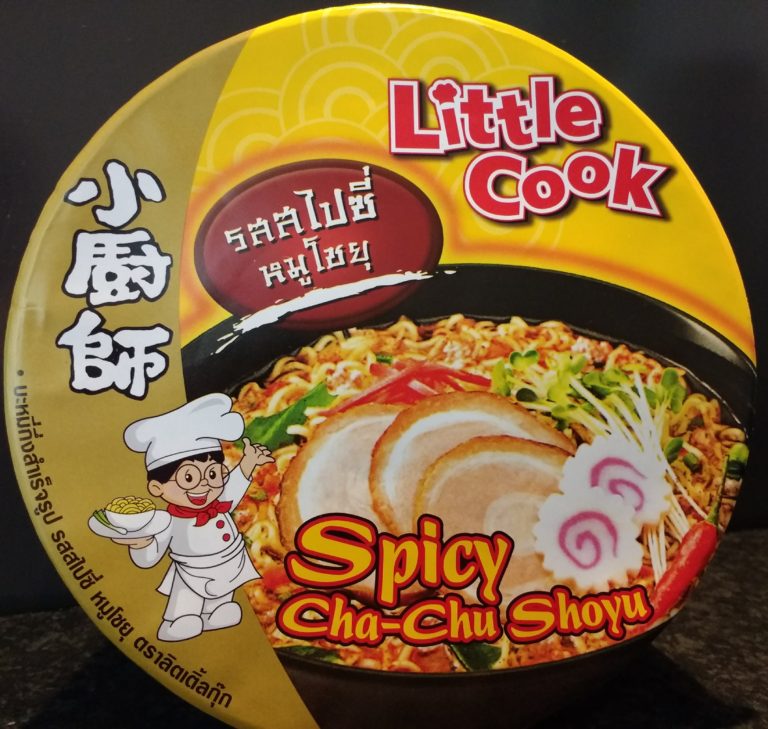 Little
Cook
รสสไปซี่
หมูโชยุ
小厨師
Spicy
Cha-Chu Shoyu
• บะหมี่กึ่งสำเร็จรูป รสสไปซี่ หมูโชยุ ตราลิตเติ้ลกุ๊ก